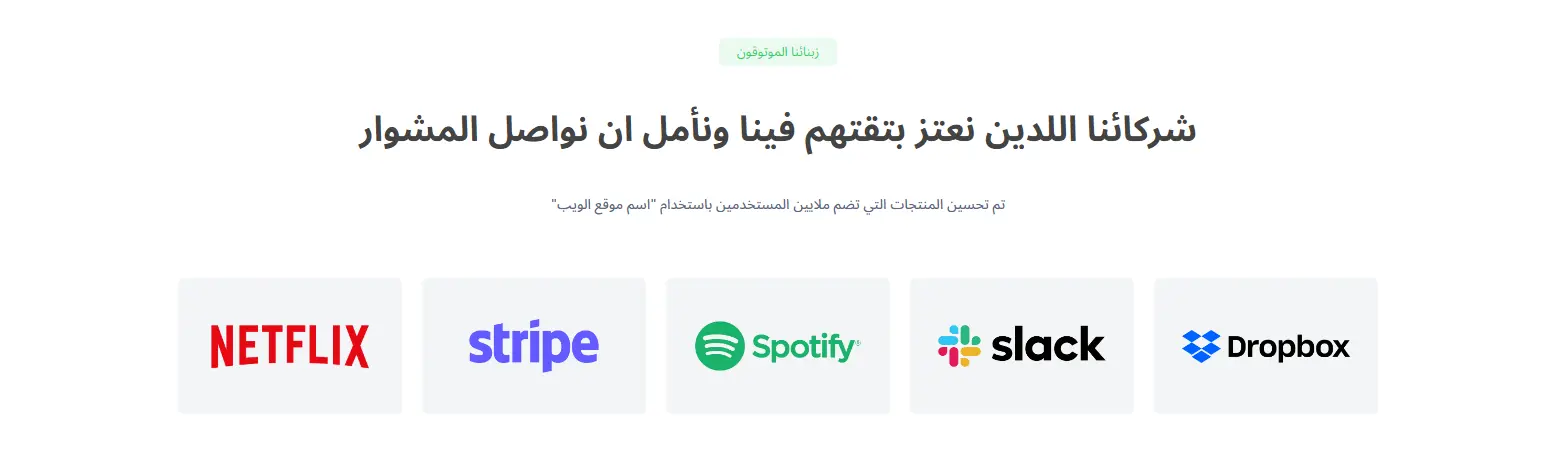 زبنائنا الموثوقون
شركائنا اللدين نعتز بتقتهم فينا ونأمل ان نواصل المشوار
تم تحسين المنتجات التي تضم ملايين المستخدمين باستخدام "اسم موقع الويب"
NETFLIX stripe Spotify® slack Dropbox